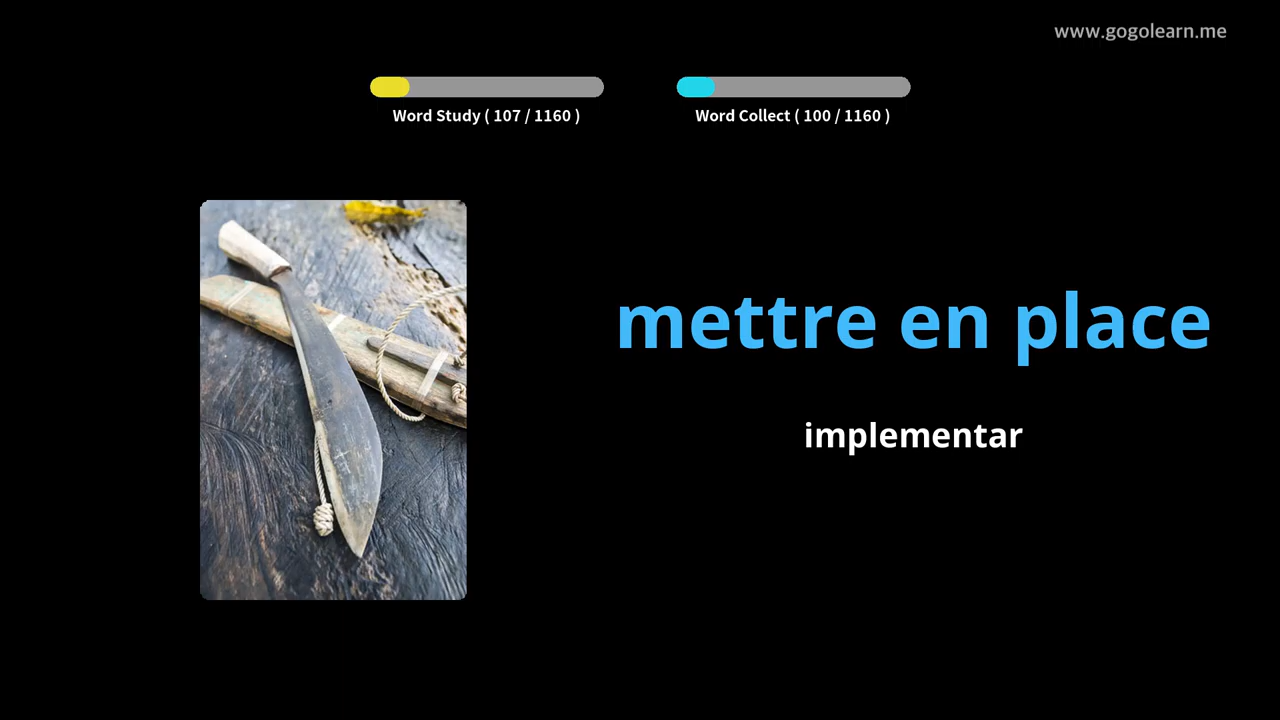 www.gogolearn.me
Word Study ( 107 / 1160 )
Word Collect ( 100 / 1160 )
mettre en place
implementar